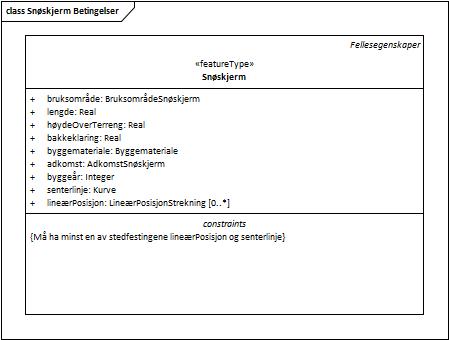 class Snøskjerm Betingelser
Fellesegenskaper
«featureType»
Snøskjerm
+ bruksområde: BruksområdeSnøskjerm
+ lengde: Real
+ høydeOverTerreng: Real
+ bakkeklaring: Real
+ byggemateriale: Byggemateriale
+ adkomst: AdkomstSnøskjerm
+ byggeår: Integer
+ senterlinje: Kurve
+ lineærPosisjon: LineærPosisjonStrekning [0..*]
constraints
{Må ha minst en av stedfestingene lineærPosisjon og senterlinje}